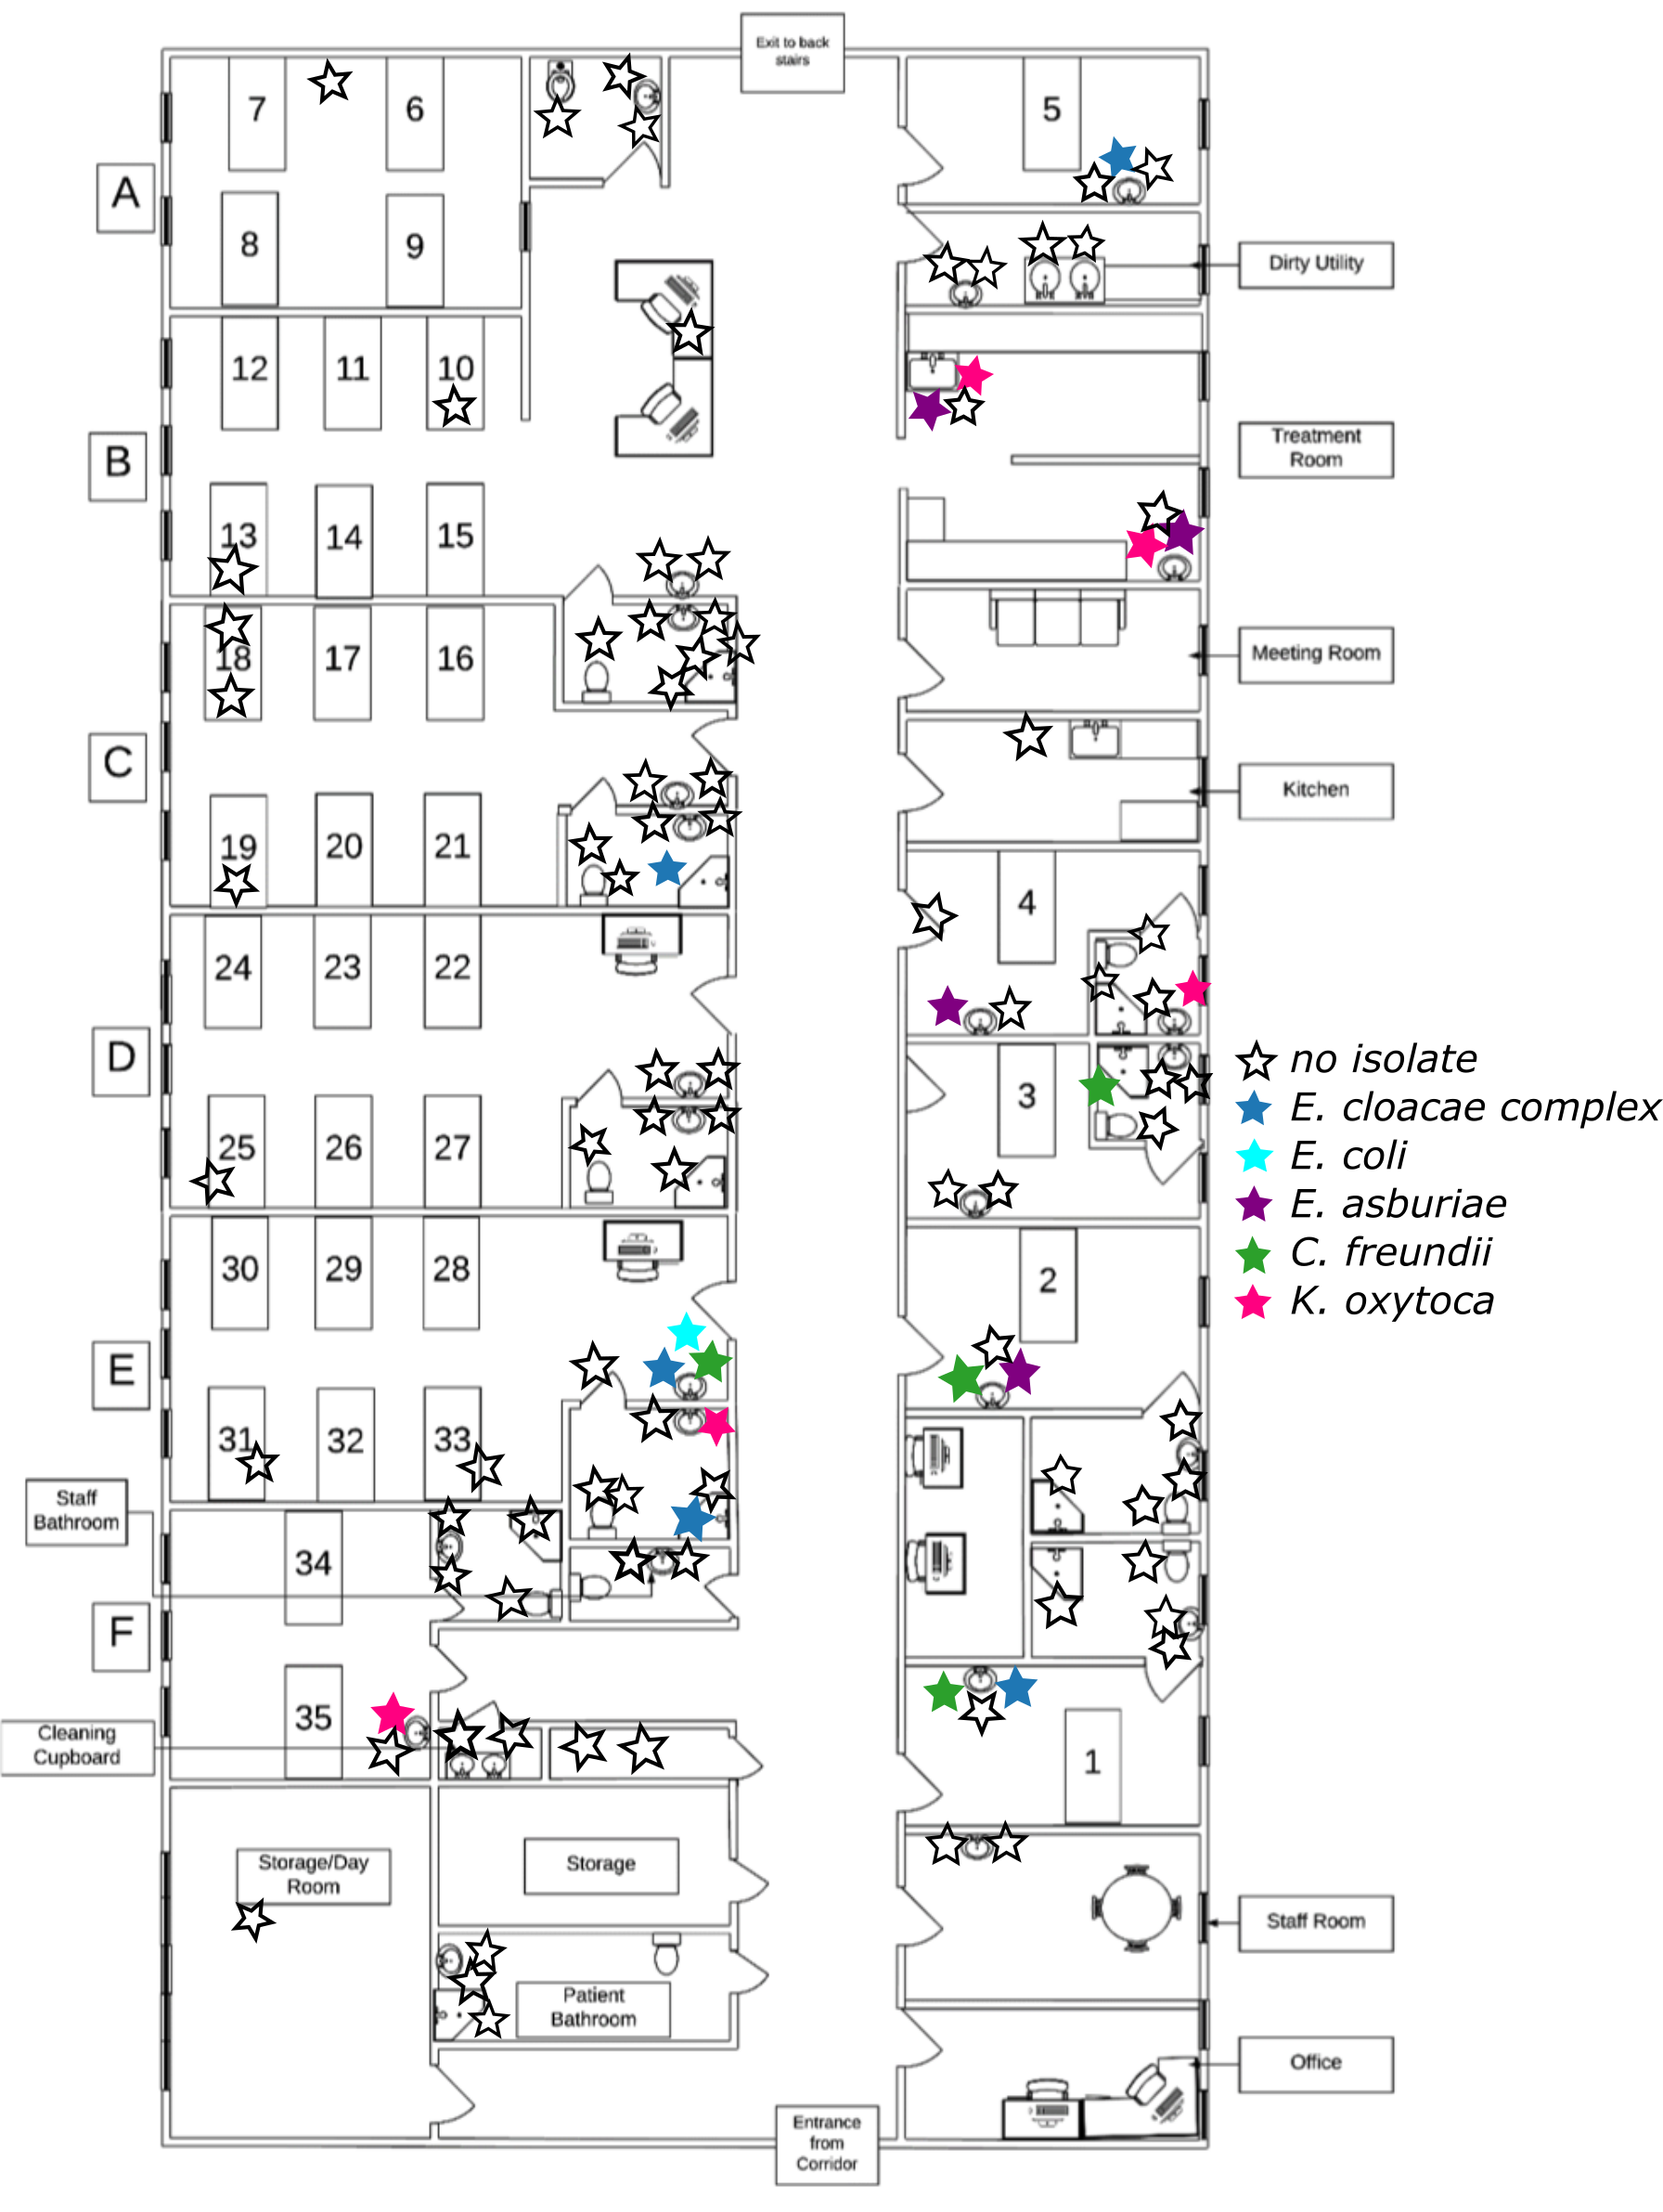 Exit to back
stairs
7
6
5
A
8
9
Dirty Utility
12
11
10
B
Treatment
Room
13
14
15
18
17
16
Meeting Room
C
Kitchen
19
20
21
4
24
23
22
D
3
25
26
27
no isolate
E. cloacae complex
E. coli
E. asburiae
C. freundii
K. oxytoca
30
29
28
2
E
31
32
33
Staff
Bathroom
34
F
35
Cleaning
Cupboard
1
Storage/Day
Room
Storage
Staff Room
Patient
Bathroom
Office
Entrance
from
Corridor